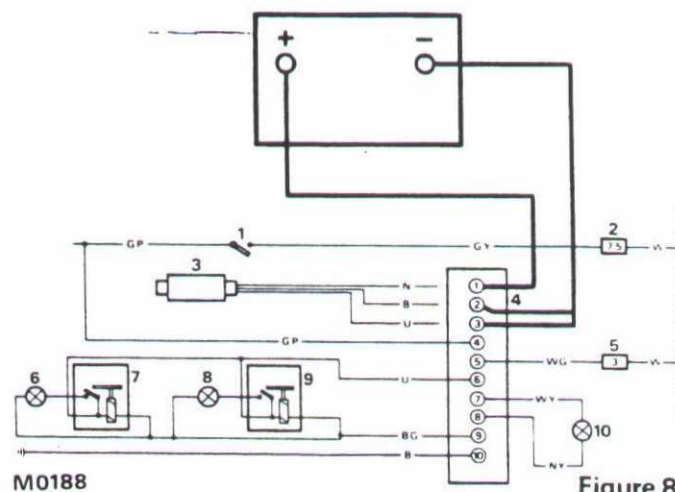 + −
1 2
GP GY 7.5 W
3
N
1 4
B
2
U
3
GP
4
5
5 WG 3 W
6 7 8 9
U
6
7 WY
8
10
NY
BG
9
B
10
M0188
Figure 8